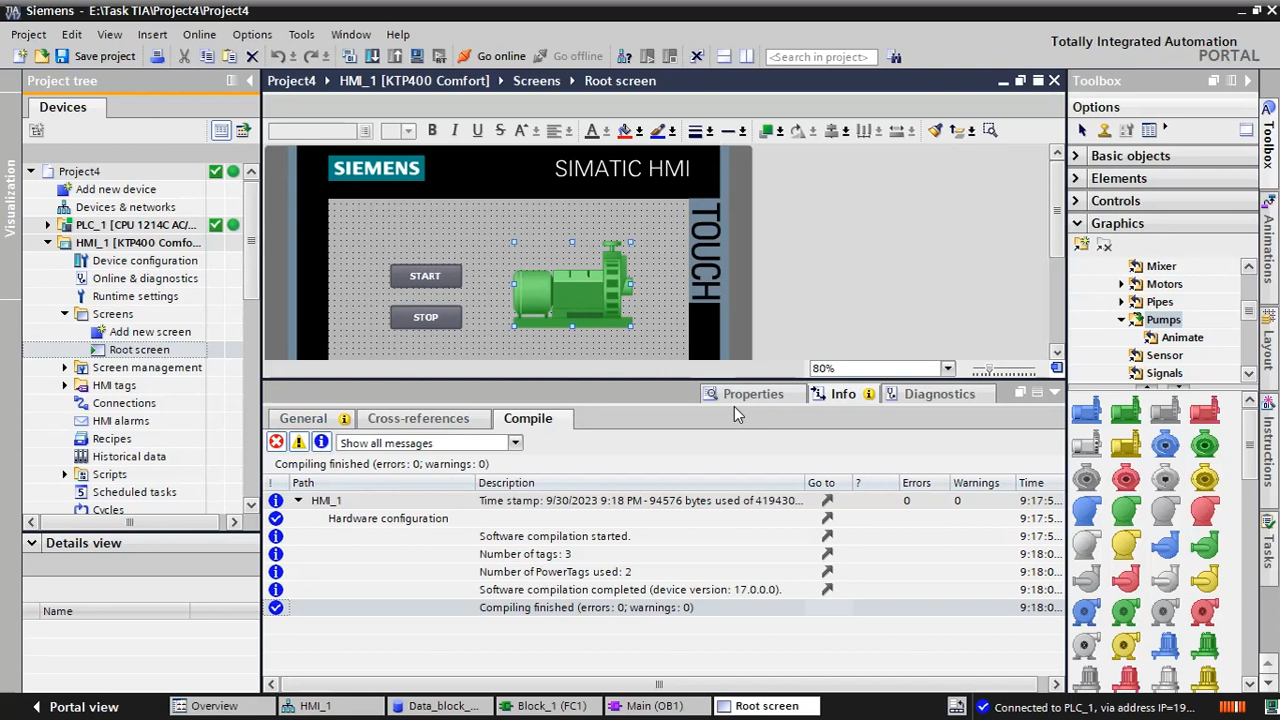 Siemens - E:\Task TIA\Project4\Project4
Project Edit View Insert Online Options Tools Window Help
Totally Integrated Automation
PORTAL
Save project
Go online
Go offline
<Search in project>
Project tree
Project4 HMI_1 [KTP400 Comfort] Screens Root screen
Toolbox
Devices
Options
Visualization
Project4
Add new device
Devices & networks
PLC_1 [CPU 1214C AC/...
HMI_1 [KTP400 Comfo...
Device configuration
Online & diagnostics
Runtime settings
Screens
Add new screen
Root screen
Screen management
HMI tags
Connections
HMI alarms
Recipes
Historical data
Scripts
Scheduled tasks
Cycles
Details view
Name
B I U S A A
SIEMENS
SIMATIC HMI
TOUCH
START
STOP
80%
Properties Info Diagnostics
General Cross-references Compile
Show all messages
Compiling finished (errors: 0; warnings: 0)
! Path Description Go to ? Errors Warnings Time
HMI_1 Time stamp: 9/30/2023 9:18 PM - 94576 bytes used of 419430... 0 0 9:17:5...
Hardware configuration 9:17:5...
Software compilation started. 9:17:5...
Number of tags: 3 9:18:0...
Number of PowerTags used: 2 9:18:0...
Software compilation completed (device version: 17.0.0.0). 9:18:0...
Compiling finished (errors: 0; warnings: 0) 9:18:0...
Basic objects
Elements
Controls
Graphics
Mixer
Motors
Pipes
Pumps
Animate
Sensor
Signals
Toolbox
Animations
Layout
Instructions
Tasks
Libraries
Portal view
Overview
HMI_1
Data_block_...
Block_1 (FC1)
Main (OB1)
Root screen
Connected to PLC_1, via address IP=19...